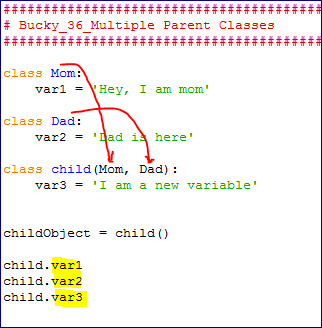 ############################################
# Bucky_36_Multiple Parent Classes
############################################
class Mom:
    var1 = 'Hey, I am mom'
class Dad:
    var2 = 'Dad is here'
class child(Mom, Dad):
    var3 = 'I am a new variable'
childObject = child()
child.var1
child.var2
child.var3